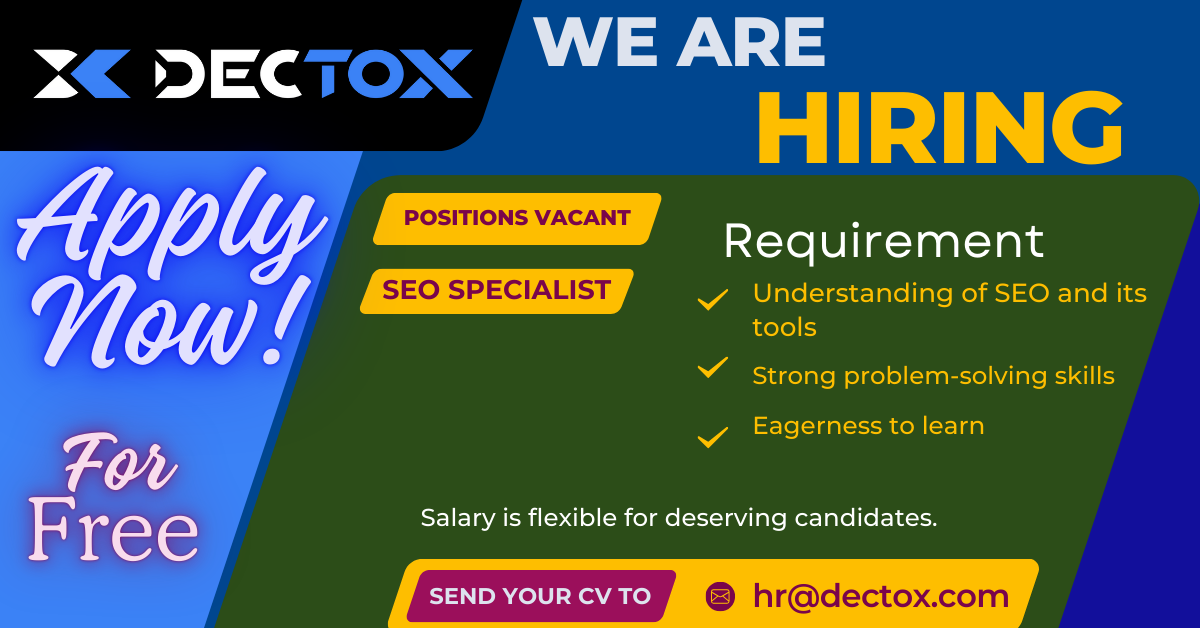 DECTOX
WE ARE
HIRING
Apply
Now!
For
Free
POSITIONS VACANT
SEO SPECIALIST
Requirement
Understanding of SEO and its
tools
Strong problem-solving skills
Eagerness to learn
Salary is flexible for deserving candidates.
SEND YOUR CV TO
hr@dectox.com